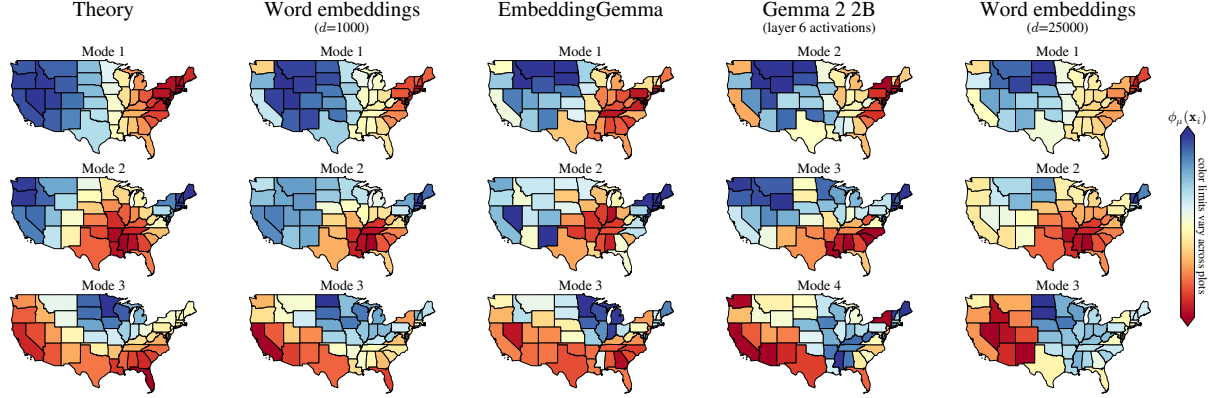 Theory
Word embeddings
(d=1000)
EmbeddingGemma
Gemma 2 2B
(layer 6 activations)
Word embeddings
(d=25000)
Mode 1
Mode 1
Mode 1
Mode 2
Mode 1
Mode 2
Mode 2
Mode 2
Mode 3
Mode 2
Mode 3
Mode 3
Mode 3
Mode 4
Mode 3
ϕμ(xᵢ)
color limits vary across plots